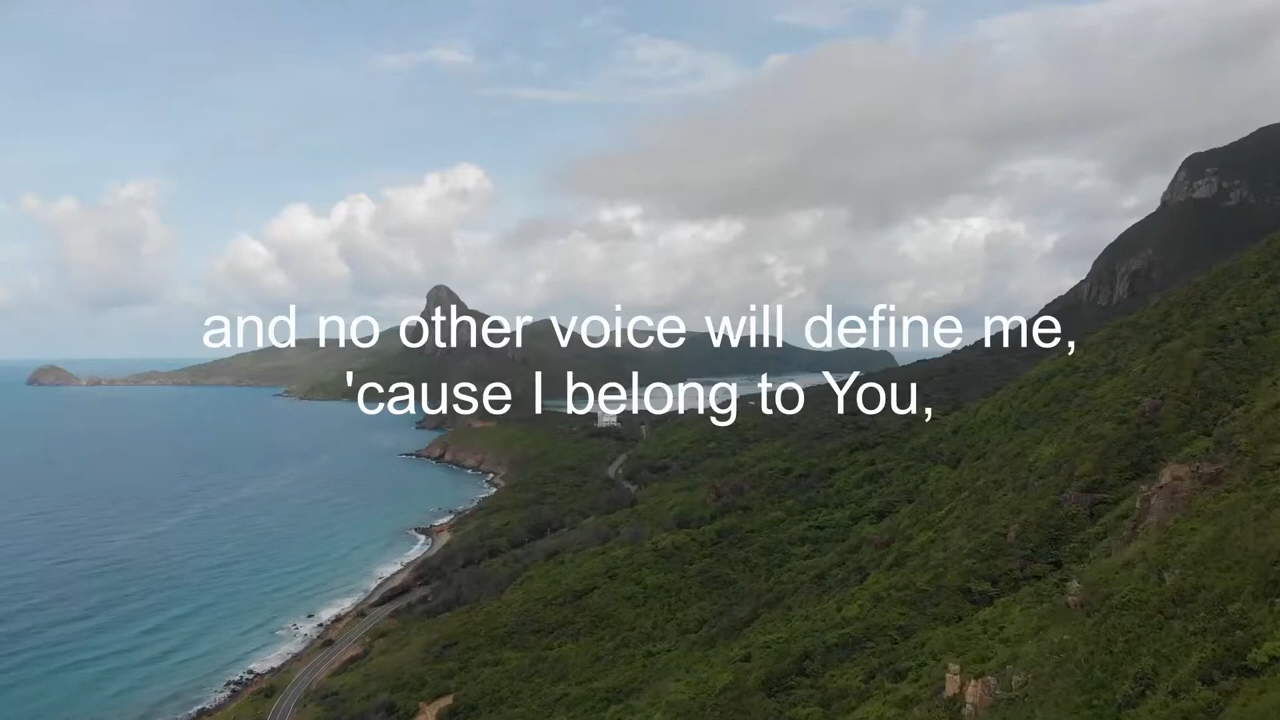 and no other voice will define me,
'cause I belong to You,